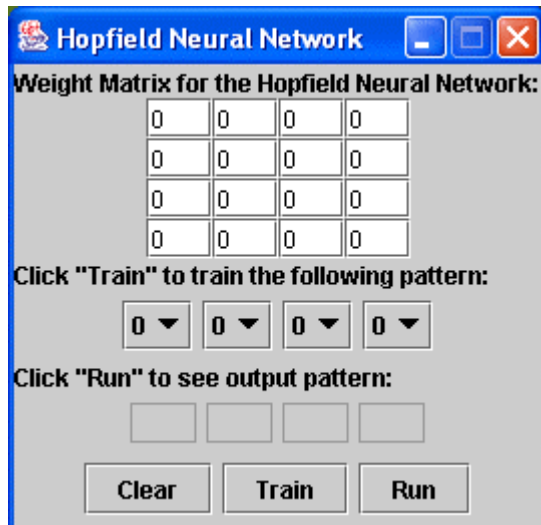 Hopfield Neural Network
Weight Matrix for the Hopfield Neural Network:
0 0 0 0
0 0 0 0
0 0 0 0
0 0 0 0
Click "Train" to train the following pattern:
0 0 0 0
Click "Run" to see output pattern:
Clear Train Run